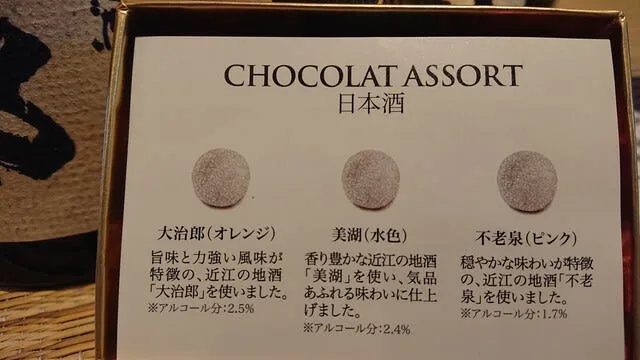 CHOCOLAT ASSORT
日本酒
大治郎(オレンジ)
旨味と力強い風味が
特徴の、近江の地酒
「大治郎」を使いました。
※アルコール分:2.5%
美湖(水色)
香り豊かな近江の地酒
「美湖」を使い、気品
あふれる味わいに仕上
げました。
※アルコール分:2.4%
不老泉(ピンク)
穏やかな味わいが特徴
の、近江の地酒「不老
泉」を使いました。
※アルコール分:1.7%